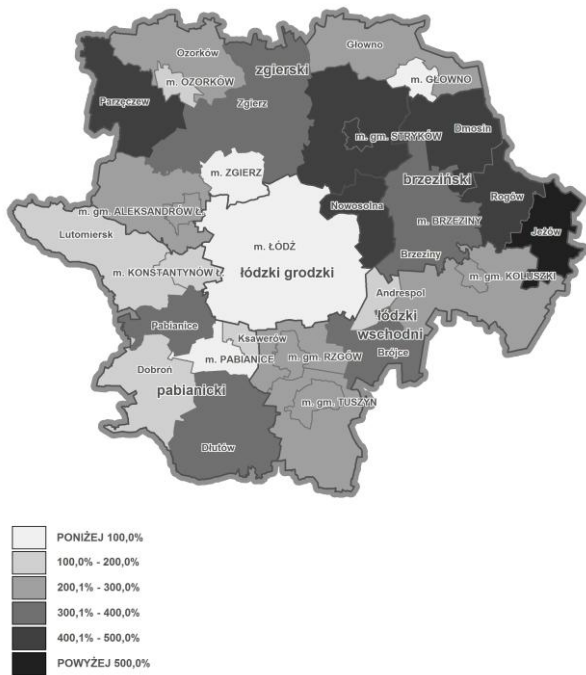 Ozorków
Głowno
zgierski
m. OZORKÓW
m. GŁOWNO
Parzęczew
Zgierz
Dmosin
m. gm. STRYKÓW
m. ZGIERZ
brzeziński
Rogów
m. gm. ALEKSANDRÓW Ł.
Nowosolna
Jeżów
m. BRZEZINY
Lutomiersk
m. ŁÓDŹ
Brzeziny
m. KONSTANTYNÓW Ł.
łódzki grodzki
m. gm. KOLUSZKI
Andrespol
łódzki
wschodni
Pabianice
Ksawerów
m. PABIANICE
m. gm. RZGÓW
Brójce
Dobroń
pabianicki
m. gm. TUSZYN
Dłutów
PONIŻEJ 100,0%
100,0% - 200,0%
200,1% - 300,0%
300,1% - 400,0%
400,1% - 500,0%
POWYŻEJ 500,0%